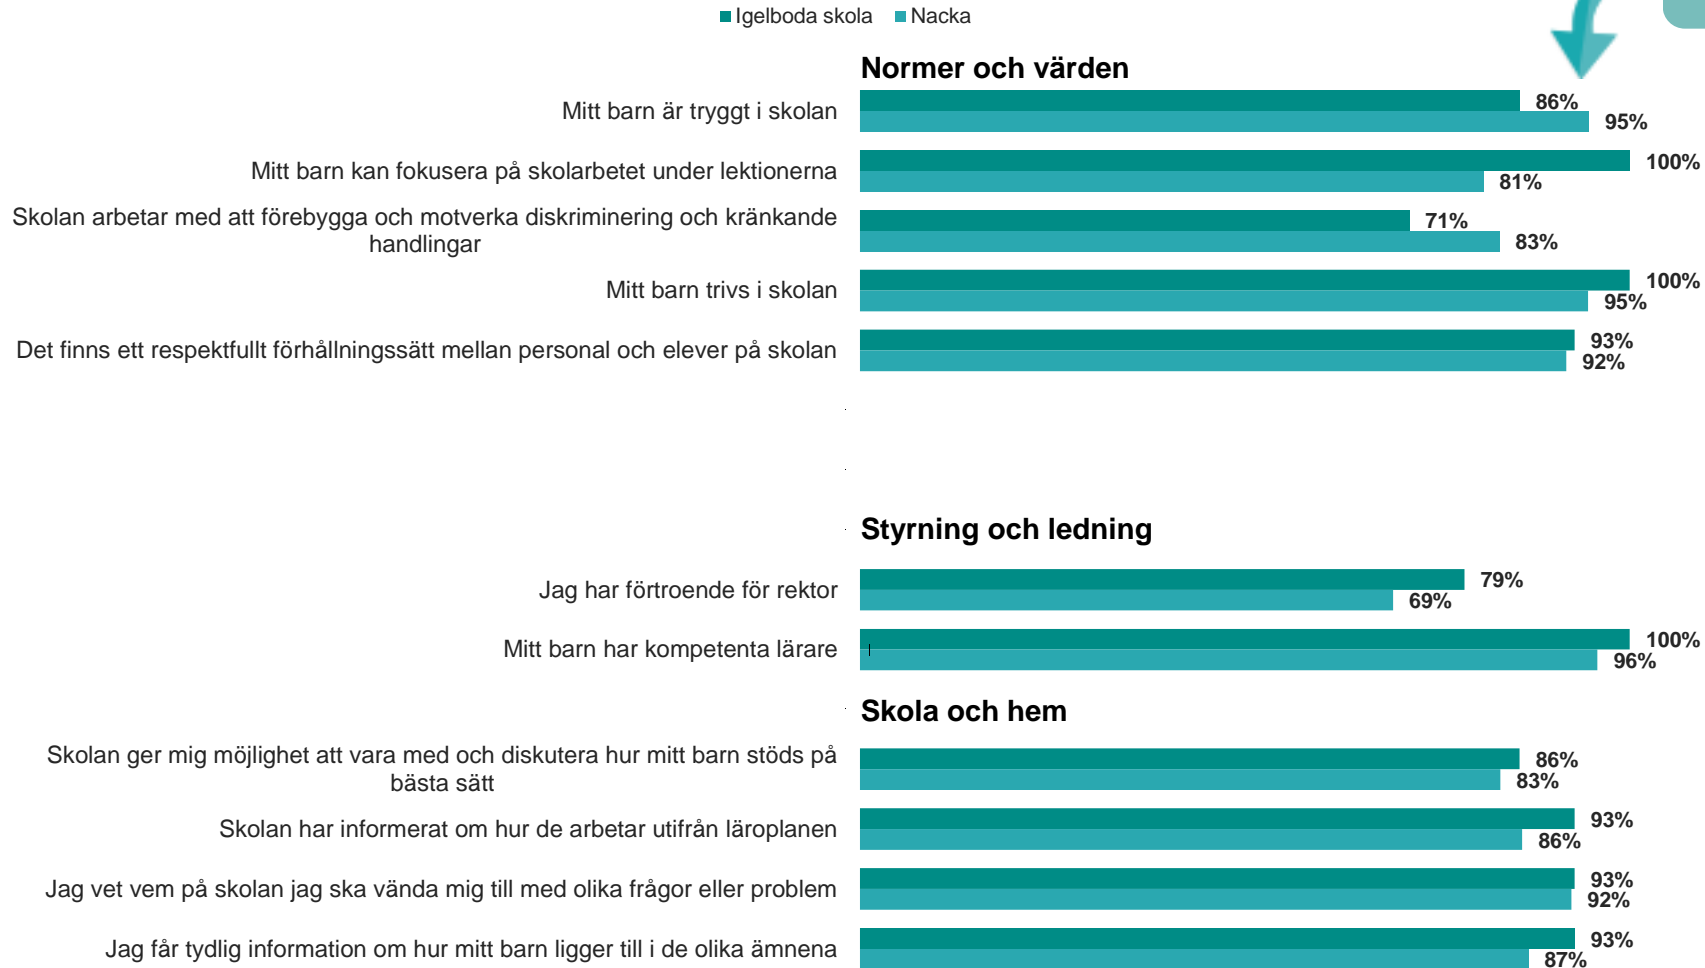 Igelboda skola Nacka
Normer och värden
Mitt barn är tryggt i skolan
86%
95%
Mitt barn kan fokusera på skolarbetet under lektionerna
100%
81%
Skolan arbetar med att förebygga och motverka diskriminering och kränkande
handlingar
71%
83%
Mitt barn trivs i skolan
100%
95%
Det finns ett respektfullt förhållningssätt mellan personal och elever på skolan
93%
92%
Styrning och ledning
Jag har förtroende för rektor
79%
69%
Mitt barn har kompetenta lärare
100%
96%
Skola och hem
Skolan ger mig möjlighet att vara med och diskutera hur mitt barn stöds på
bästa sätt
86%
83%
Skolan har informerat om hur de arbetar utifrån läroplanen
93%
86%
Jag vet vem på skolan jag ska vända mig till med olika frågor eller problem
93%
92%
Jag får tydlig information om hur mitt barn ligger till i de olika ämnena
93%
87%